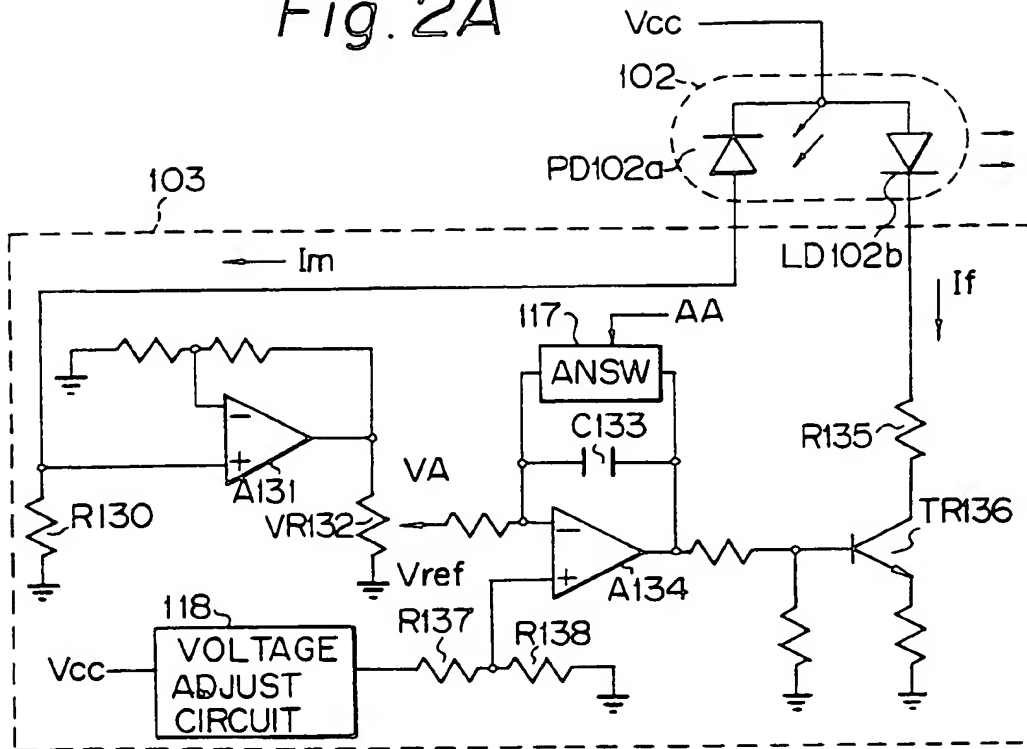 Fig. 2A
Vcc
102
PD102a
103
LD102b
Im
If
117
AA
ANSW
C133
R135
VA
A131
R130
VR132
TR136
Vref
A134
118
R137
R138
Vcc
VOLTAGE
ADJUST
CIRCUIT
−
+
−
+